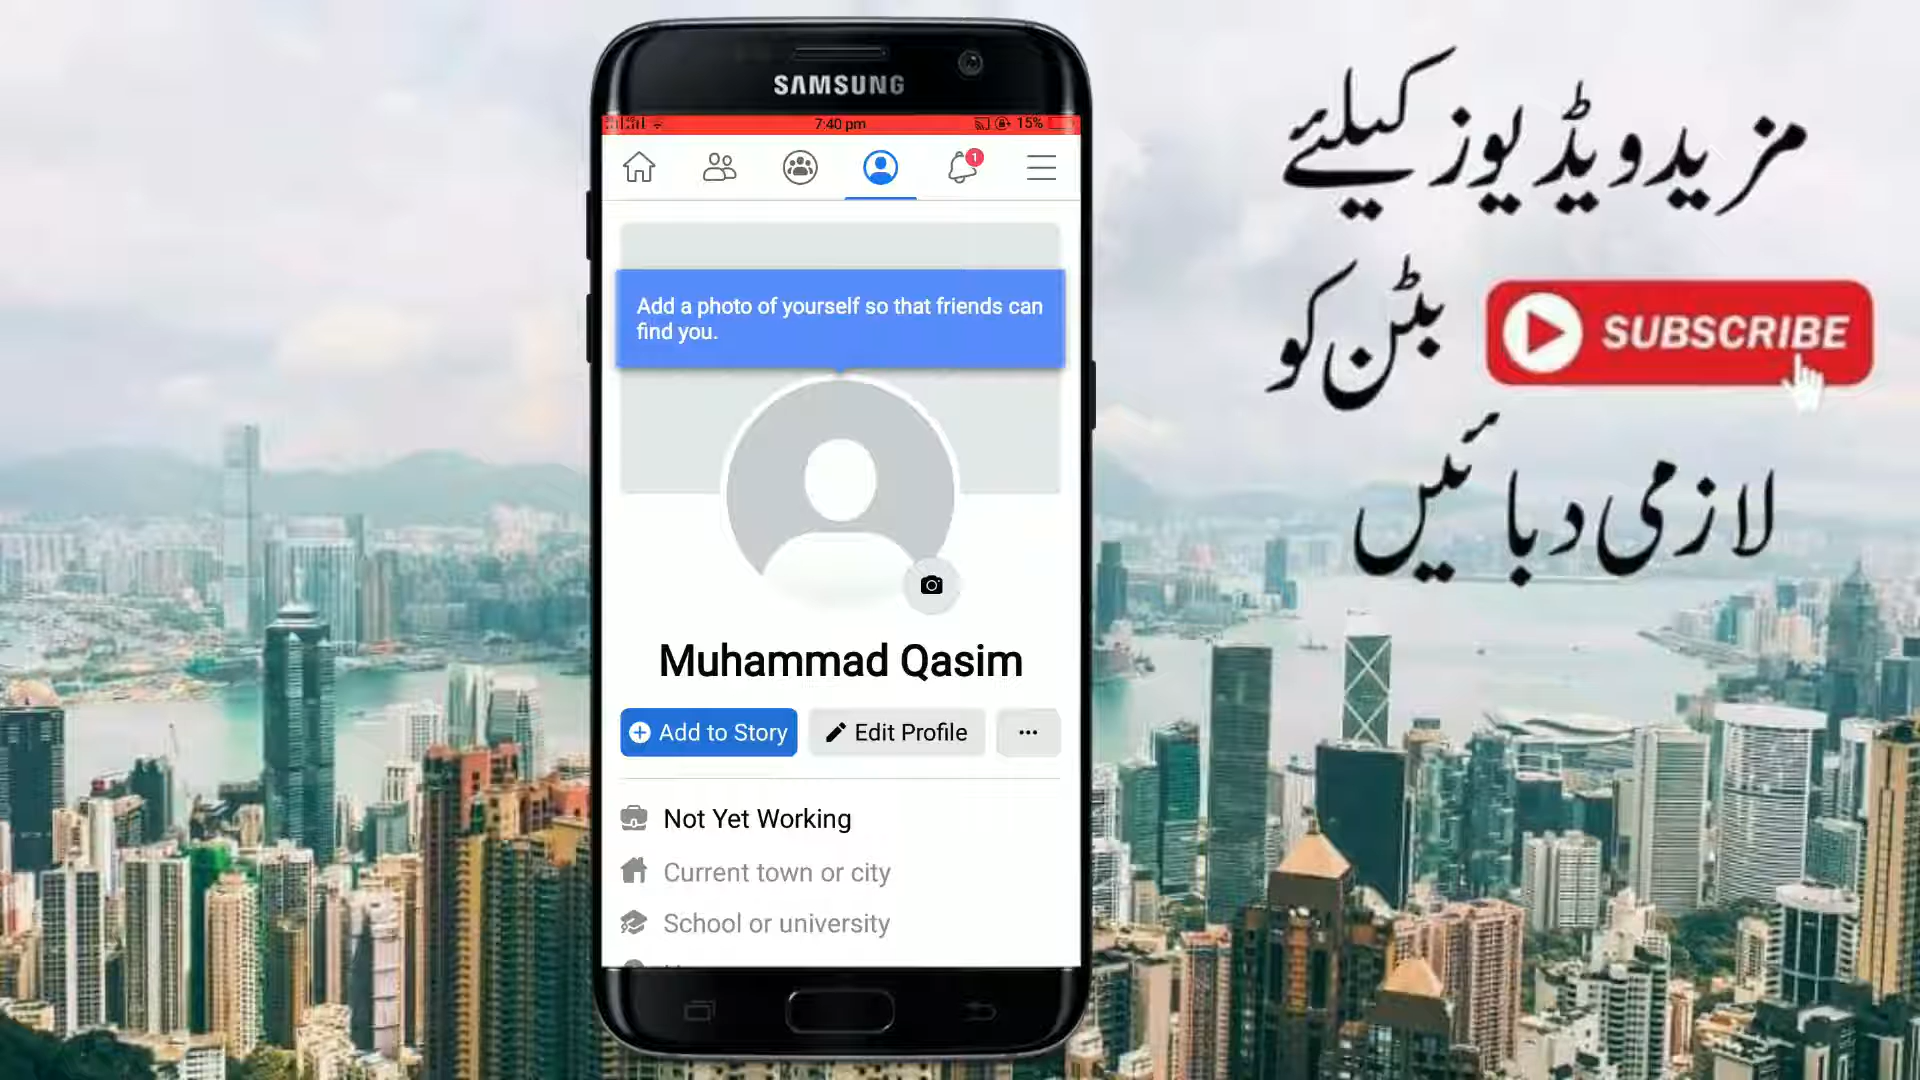 SAMSUNG
7:40 pm
15%
1
Add a photo of yourself so that friends can
find you.
Muhammad Qasim
Add to Story
Edit Profile
Not Yet Working
Current town or city
School or university
مزید ویڈیوز کیلئے
SUBSCRIBE بٹن کو
لازمی دبائیں